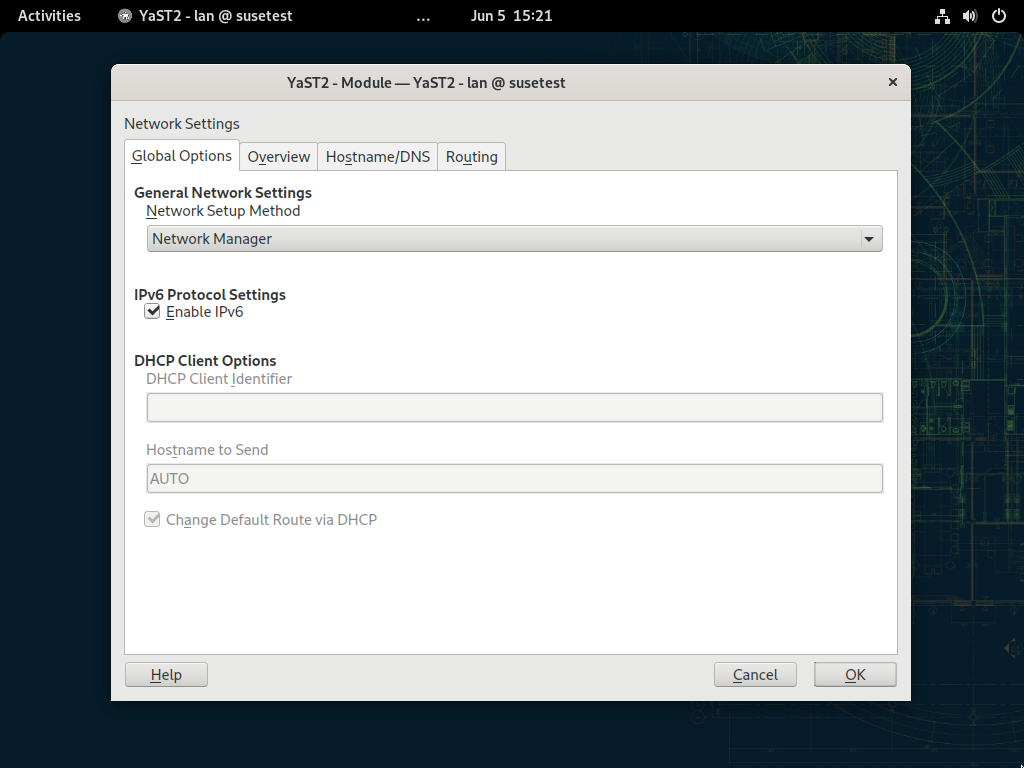 Activities YaST2 - lan @ susetest ... Jun 5 15:21
YaST2 - Module — YaST2 - lan @ susetest
Network Settings
Global Options Overview Hostname/DNS Routing
General Network Settings
Network Setup Method
Network Manager
IPv6 Protocol Settings
Enable IPv6
DHCP Client Options
DHCP Client Identifier
Hostname to Send
AUTO
Change Default Route via DHCP
Help Cancel OK